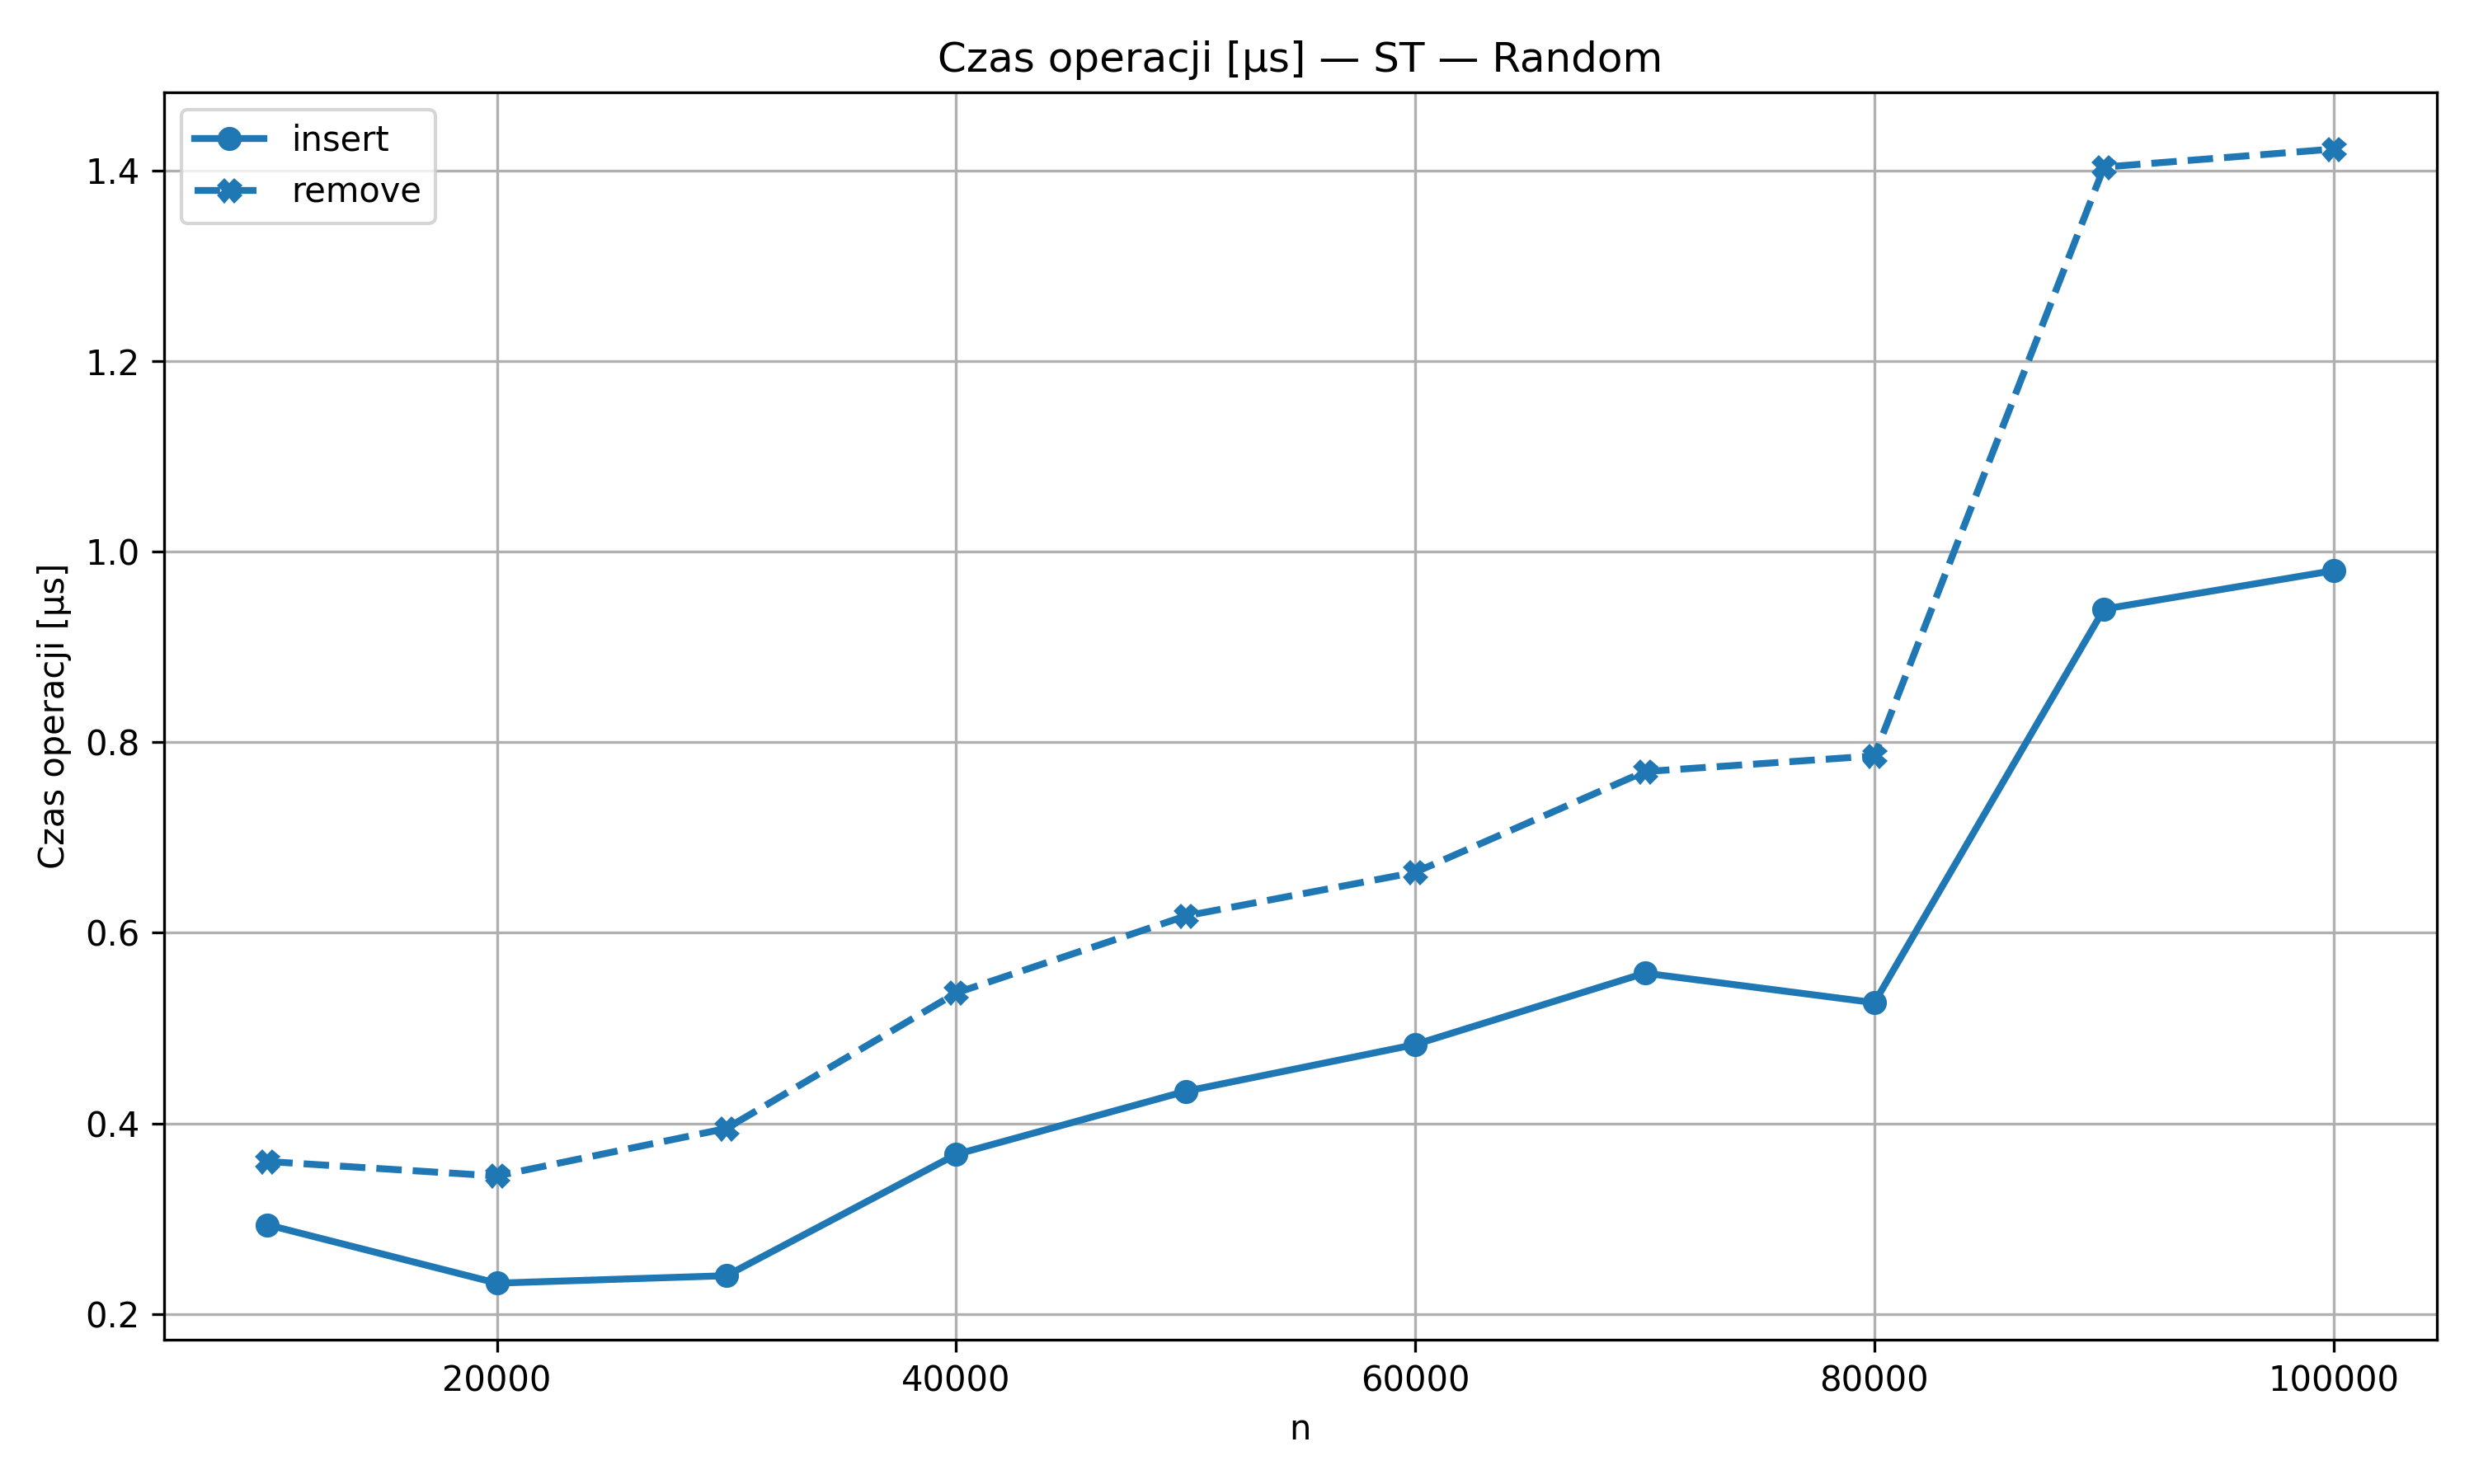 Czas operacji [µs] — ST — Random
insert
remove
Czas operacji [µs]
1.4
1.2
1.0
0.8
0.6
0.4
0.2
20000 40000 60000 80000 100000
n